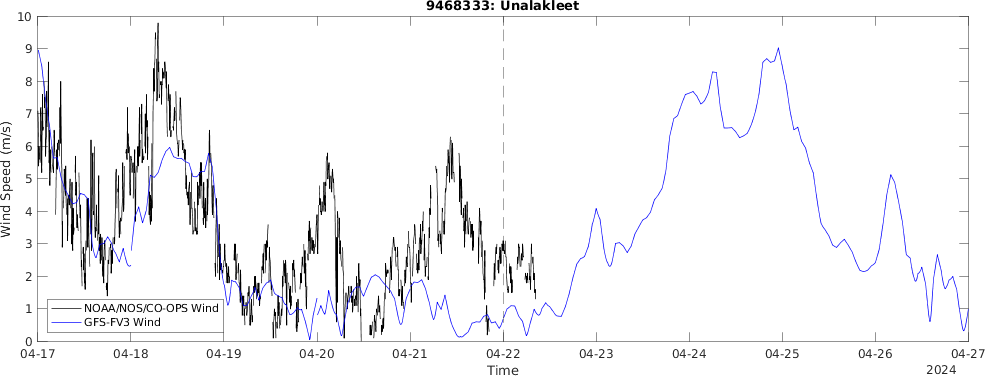 9468333: Unalakleet
10
9
8
7
6
5
4
3
2
1
0
Wind Speed (m/s)
NOAA/NOS/CO-OPS Wind
GFS-FV3 Wind
04-17 04-18 04-19 04-20 04-21 04-22 04-23 04-24 04-25 04-26 04-27
Time
2024